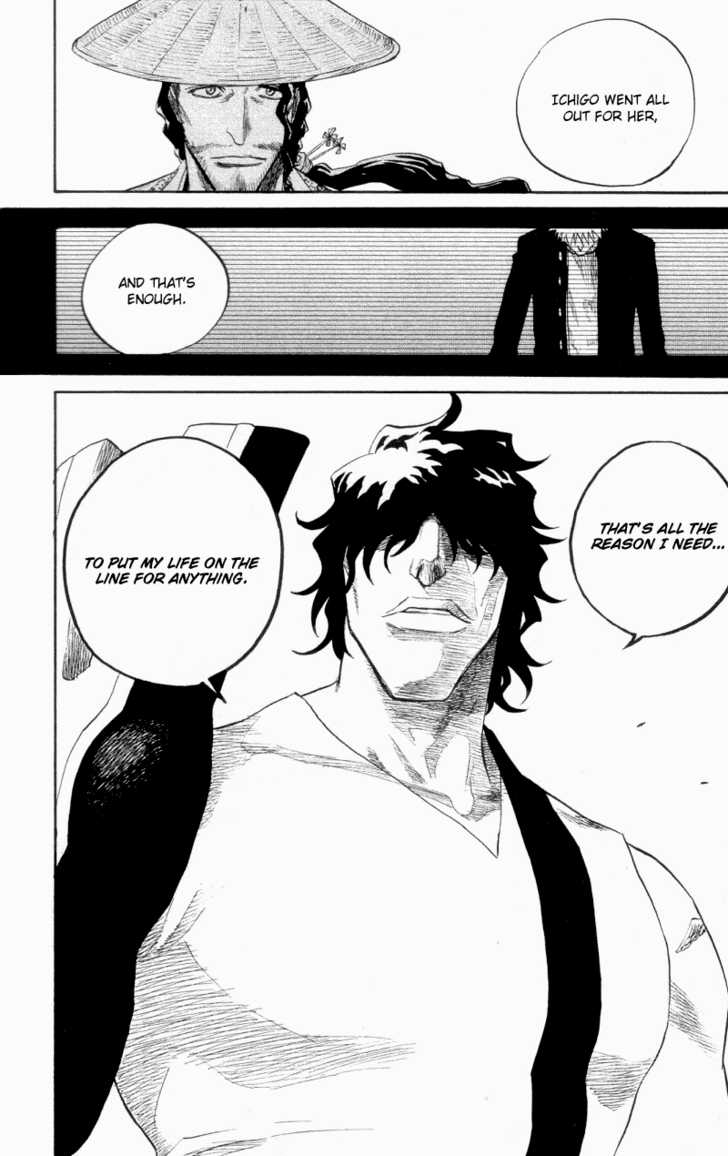 ICHIGO WENT ALL
OUT FOR HER,
AND THAT'S
ENOUGH.
THAT'S ALL THE
REASON I NEED...
TO PUT MY LIFE ON THE
LINE FOR ANYTHING.